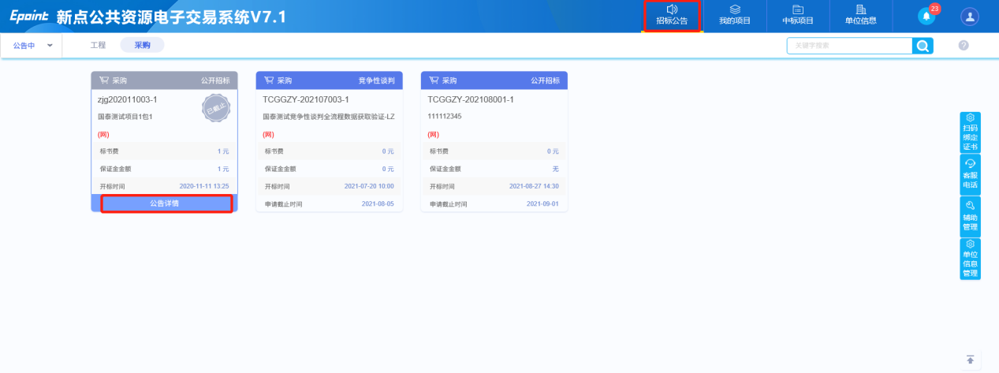 Epoint 新点公共资源电子交易系统V7.1
招标公告
我的项目
中标项目
单位信息
23
公告中
工程
采购
关键字搜索
采购 公开招标
zjg202011003-1
已截止
国泰测试项目1包1
(网)
标书费 1 元
保证金金额 1 元
开标时间 2020-11-11 13:25
公告详情
采购 竞争性谈判
TCGGZY-202107003-1
国泰测试竞争性谈判全流程数据获取验证-LZ
(网)
标书费 0 元
保证金金额 0 元
开标时间 2021-07-20 10:00
申请截止时间 2021-08-05
采购 公开招标
TCGGZY-202108001-1
111112345
(网)
标书费 0 元
保证金金额 无
开标时间 2021-08-27 14:30
申请截止时间 2021-09-01
扫码
绑定
证书
客服
电话
辅助
管理
单位
信息
管理